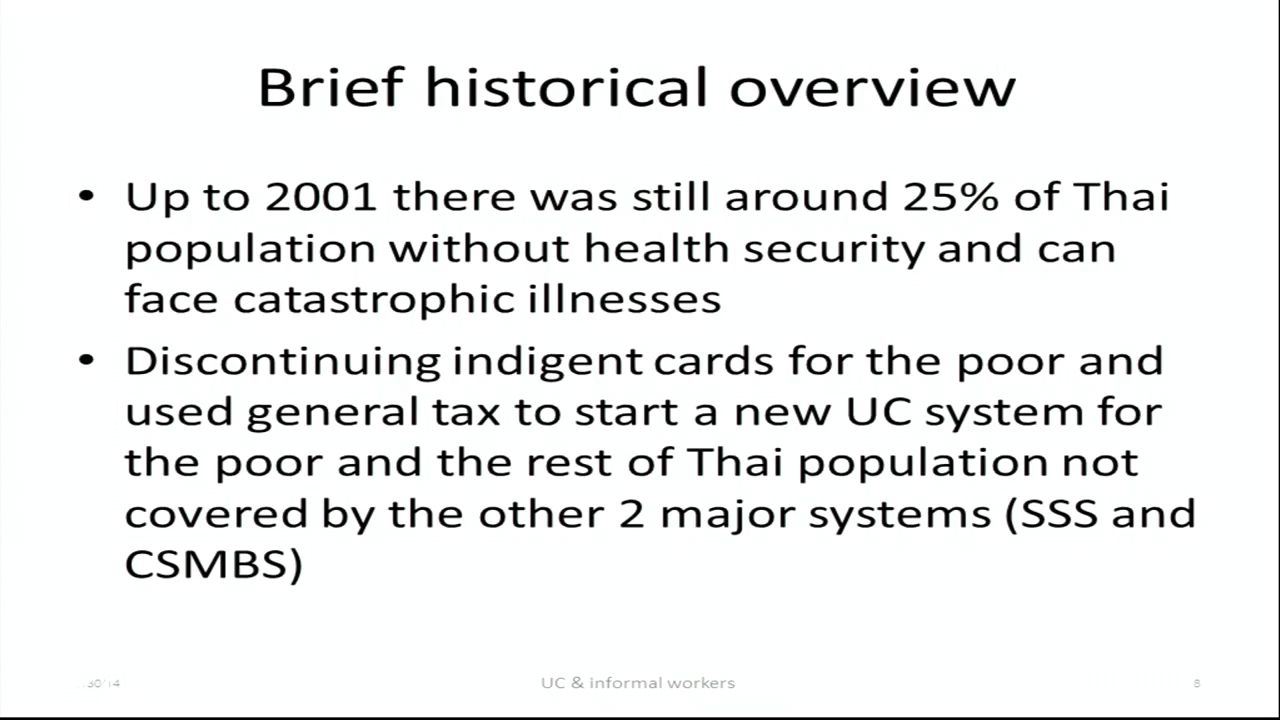 Brief historical overview
• Up to 2001 there was still around 25% of Thai
population without health security and can
face catastrophic illnesses
• Discontinuing indigent cards for the poor and
used general tax to start a new UC system for
the poor and the rest of Thai population not
covered by the other 2 major systems (SSS and
CSMBS)
UC & informal workers
8